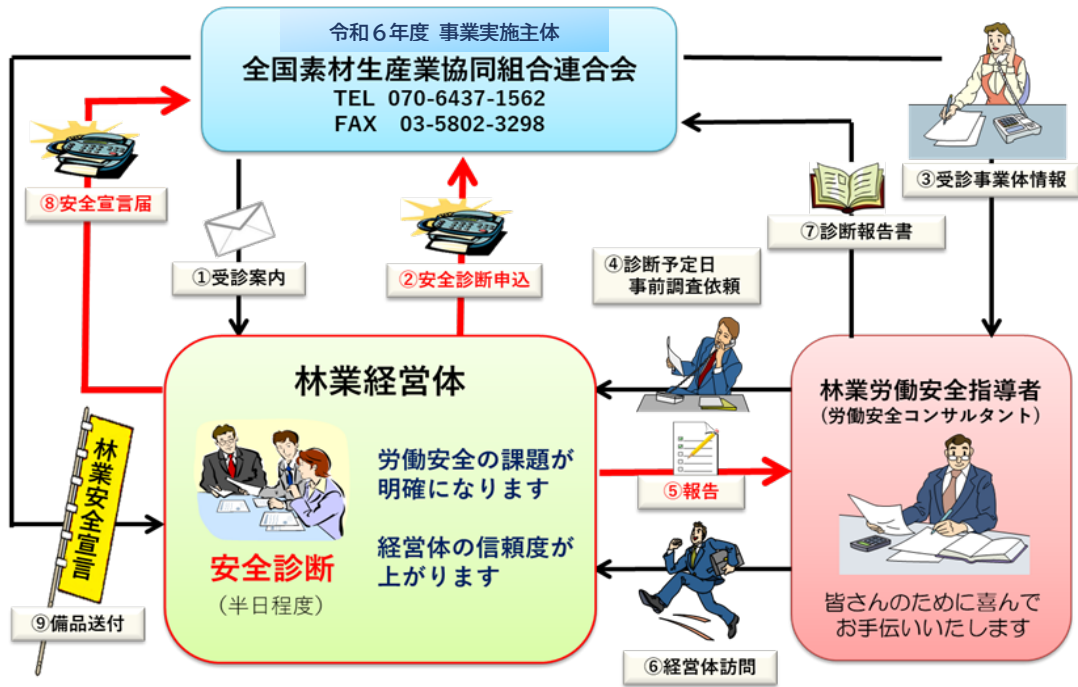 令和６年度 事業実施主体
全国素材生産業協同組合連合会
TEL 070-6437-1562
FAX 03-5802-3298
⑧安全宣言届
①受診案内
②安全診断申込
③受診事業体情報
⑦診断報告書
④診断予定日
事前調査依頼
林業経営体
労働安全の課題が
明確になります
経営体の信頼度が
上がります
安全診断
（半日程度）
林業労働安全指導者
（労働安全コンサルタント）
⑤報告
皆さんのために喜んで
お手伝いいたします
林業安全宣言
⑨備品送付
⑥経営体訪問